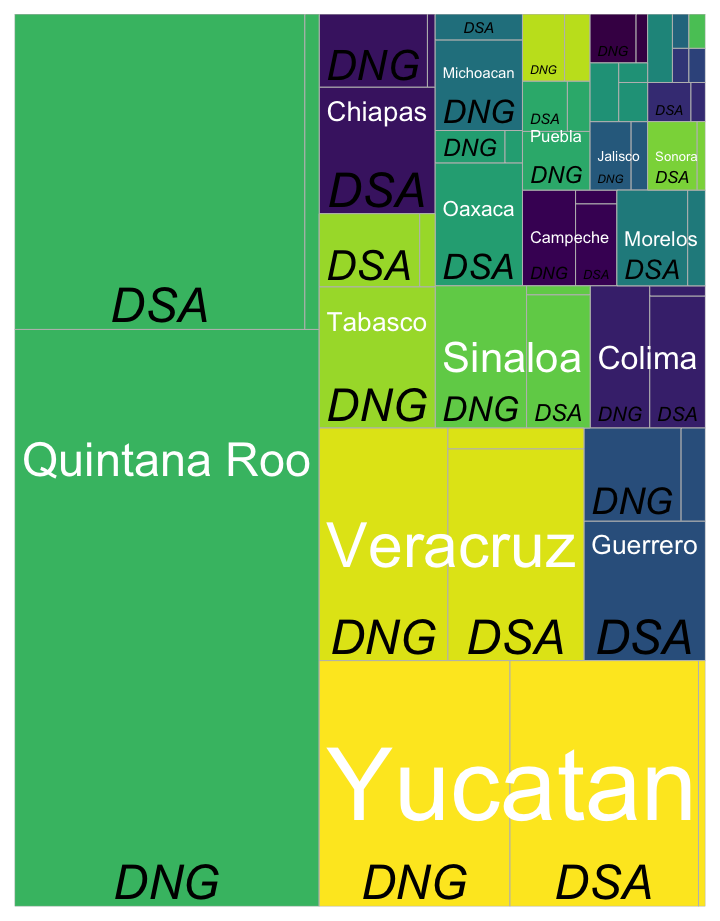 DSA
Quintana Roo
DNG
DNG
Chiapas
DSA
DSA
Tabasco
DNG
DSA
Michoacan
DNG
DNG
Oaxaca
DSA
DNG
DSA
Puebla
DNG
DNG
DSA
Jalisco
DNG
Sonora
DSA
Campeche
DNG
DSA
Morelos
DSA
Sinaloa
DNG
DSA
Colima
DNG
DSA
Veracruz
DNG
DSA
DNG
Guerrero
DSA
Yucatan
DNG
DSA